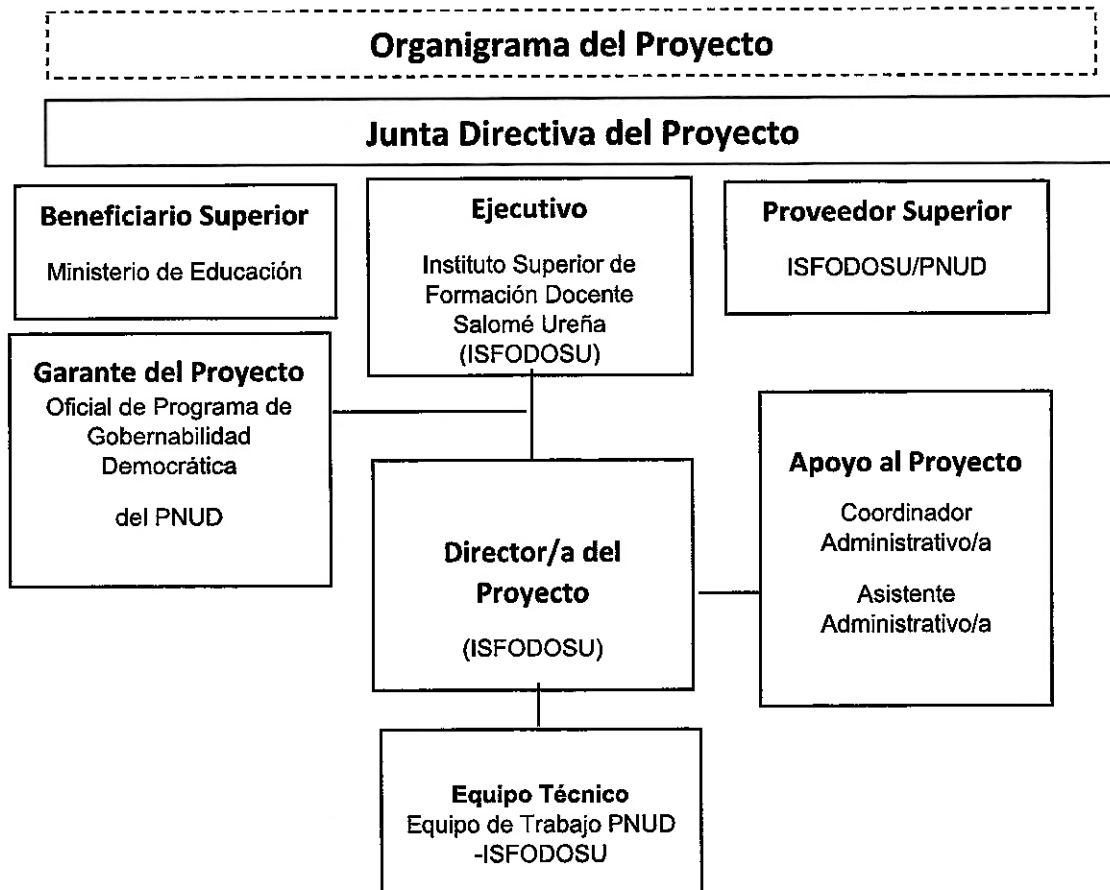 Organigrama del Proyecto
Junta Directiva del Proyecto
Beneficiario Superior
Ministerio de Educación
Ejecutivo
Instituto Superior de
Formación Docente
Salomé Ureña
(ISFODOSU)
Proveedor Superior
ISFODOSU/PNUD
Garante del Proyecto
Oficial de Programa de
Gobernabilidad
Democrática
del PNUD
Director/a del
Proyecto
(ISFODOSU)
Apoyo al Proyecto
Coordinador
Administrativo/a
Asistente
Administrativo/a
Equipo Técnico
Equipo de Trabajo PNUD
-ISFODOSU